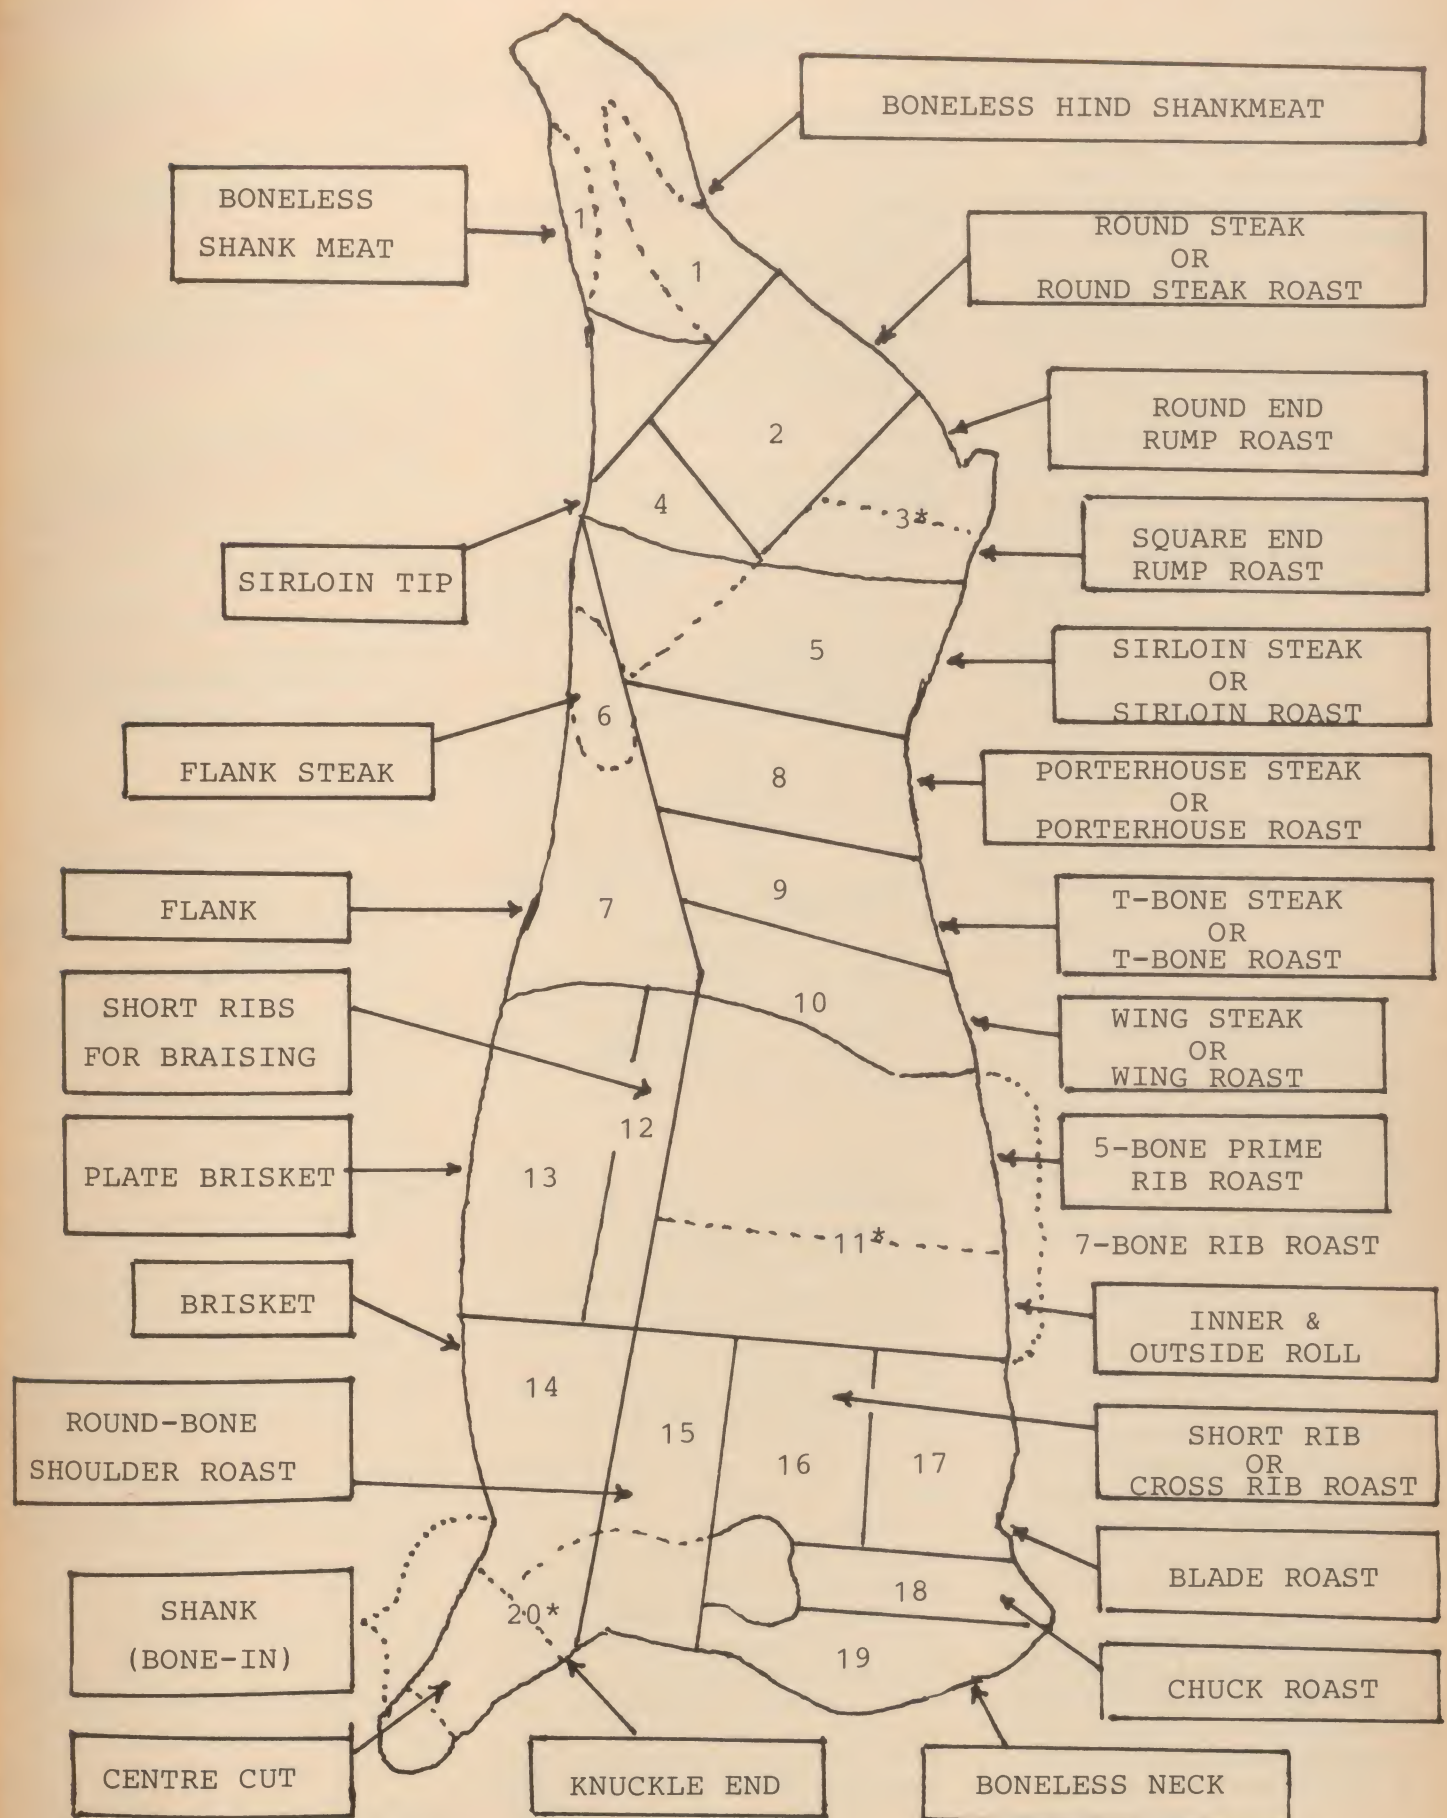 BONELESS HIND SHANKMEAT
BONELESS
SHANK MEAT
1
1
ROUND STEAK
OR
ROUND STEAK ROAST
2
ROUND END
RUMP ROAST
4
3*
SQUARE END
RUMP ROAST
SIRLOIN TIP
5
SIRLOIN STEAK
OR
SIRLOIN ROAST
6
FLANK STEAK
8
PORTERHOUSE STEAK
OR
PORTERHOUSE ROAST
FLANK
7
9
T-BONE STEAK
OR
T-BONE ROAST
SHORT RIBS
FOR BRAISING
10
WING STEAK
OR
WING ROAST
12
PLATE BRISKET
13
5-BONE PRIME
RIB ROAST
11*
7-BONE RIB ROAST
BRISKET
INNER &
OUTSIDE ROLL
14
ROUND-BONE
SHOULDER ROAST
15
16
17
SHORT RIB
OR
CROSS RIB ROAST
BLADE ROAST
SHANK
(BONE-IN)
20*
18
19
CHUCK ROAST
CENTRE CUT
KNUCKLE END
BONELESS NECK